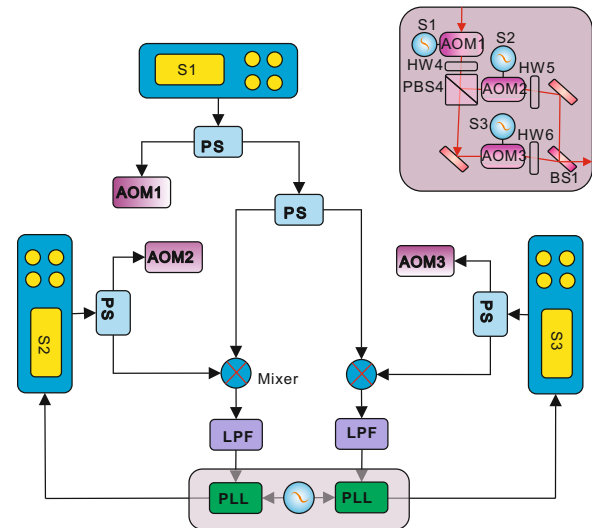 S1
S2
AOM1
HW4
HW5
PBS4
AOM2
S3
HW6
AOM3
BS1
S1
PS
AOM1
PS
AOM2
AOM3
PS
PS
S2
S3
Mixer
LPF
LPF
PLL
PLL